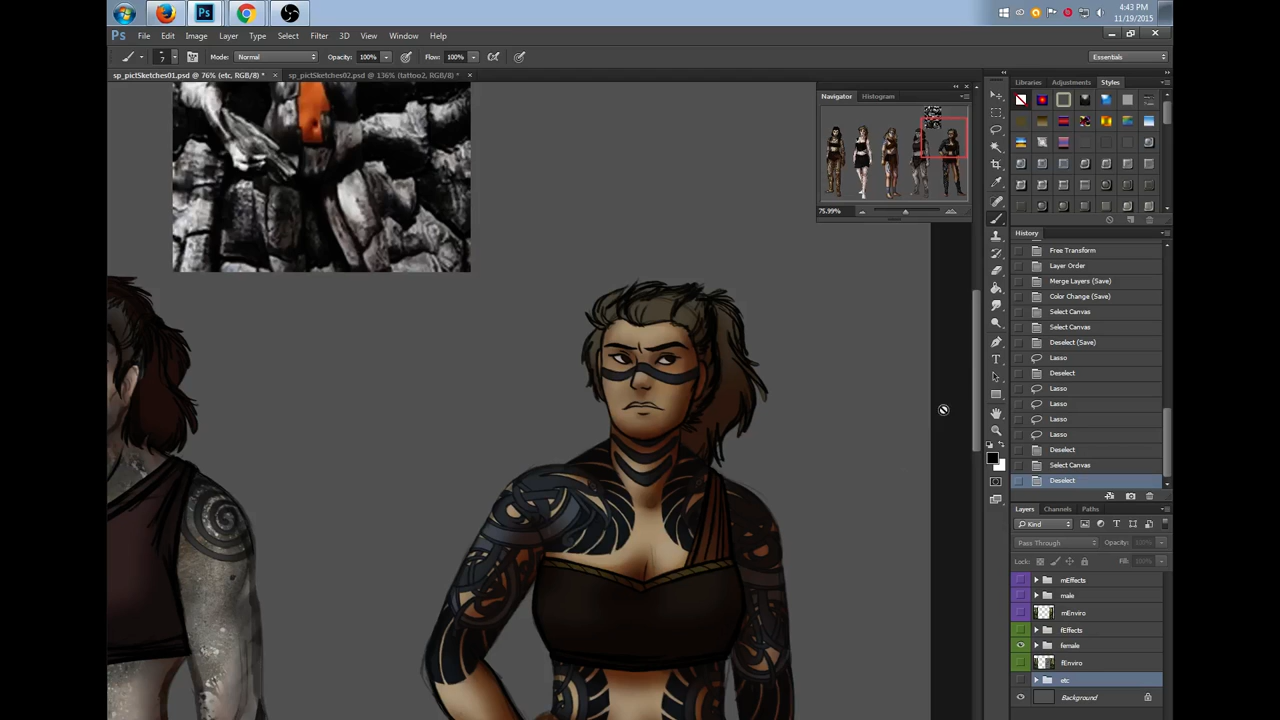 Ps
4:43 PM
11/19/2015
Ps File Edit Image Layer Type Select Filter 3D View Window Help
7 Mode: Normal Opacity: 100% Flow: 100% Essentials
sp_pictSketches01.psd @ 76% (etc, RGB/8) * × sp_pictSketches02.psd @ 136% (tattoo2, RGB/8) * ×
Navigator Histogram
75.99%
Libraries Adjustments Styles
History
Free Transform
Layer Order
Merge Layers (Save)
Color Change (Save)
Select Canvas
Select Canvas
Deselect (Save)
Lasso
Deselect
Lasso
Lasso
Lasso
Lasso
Deselect
Select Canvas
Deselect
Layers Channels Paths
Kind
Pass Through Opacity: 100%
Lock: Fill: 100%
mEffects
male
mEnviro
fEffects
female
fEnviro
etc
Background